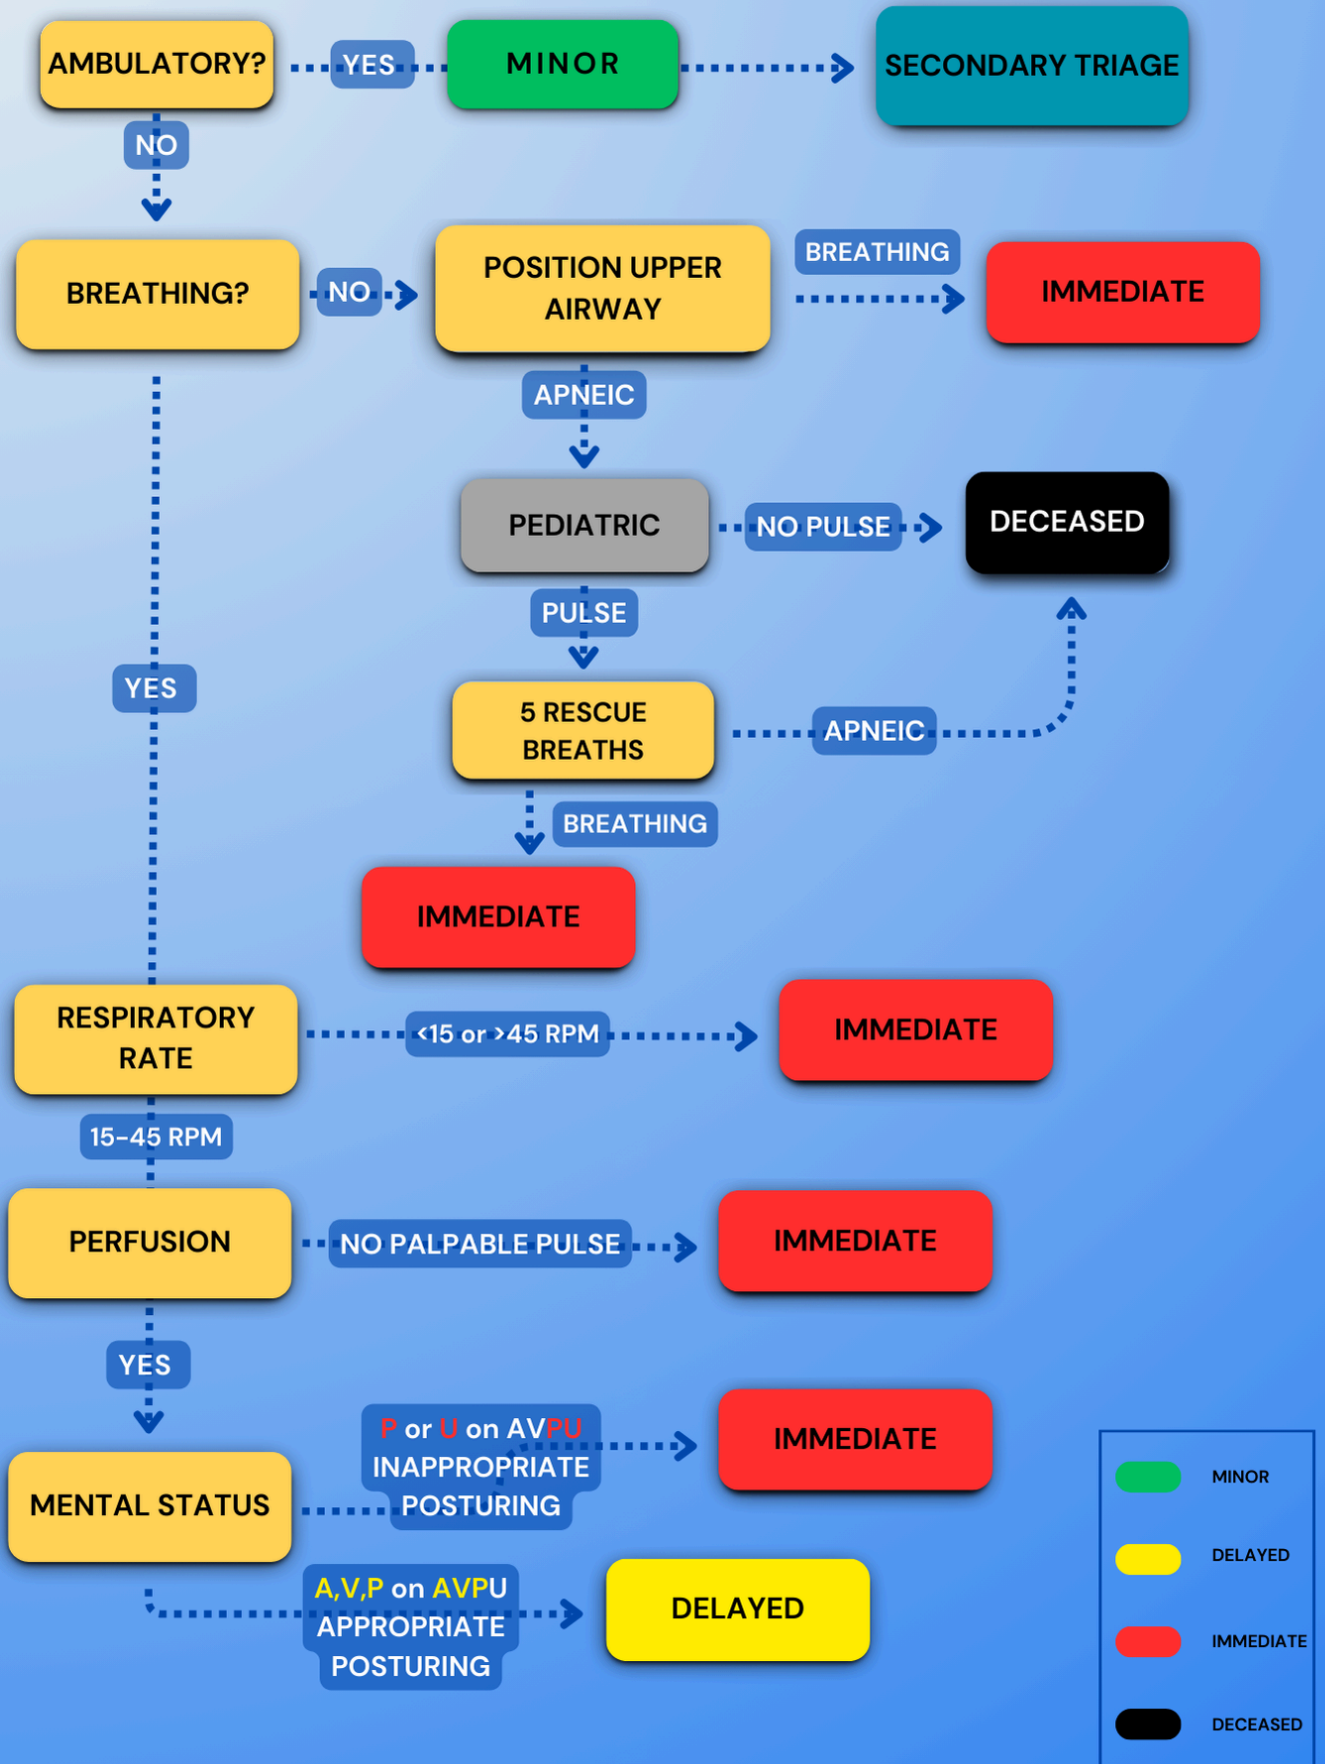 AMBULATORY?
YES
MINOR
SECONDARY TRIAGE
NO
BREATHING?
NO
POSITION UPPER
AIRWAY
BREATHING
IMMEDIATE
APNEIC
PEDIATRIC
NO PULSE
DECEASED
PULSE
YES
5 RESCUE
BREATHS
APNEIC
BREATHING
IMMEDIATE
RESPIRATORY
RATE
<15 or >45 RPM
IMMEDIATE
15-45 RPM
PERFUSION
NO PALPABLE PULSE
IMMEDIATE
YES
MENTAL STATUS
P or U on AVPU
INAPPROPRIATE
POSTURING
IMMEDIATE
A,V,P on AVPU
APPROPRIATE
POSTURING
DELAYED
MINOR
DELAYED
IMMEDIATE
DECEASED